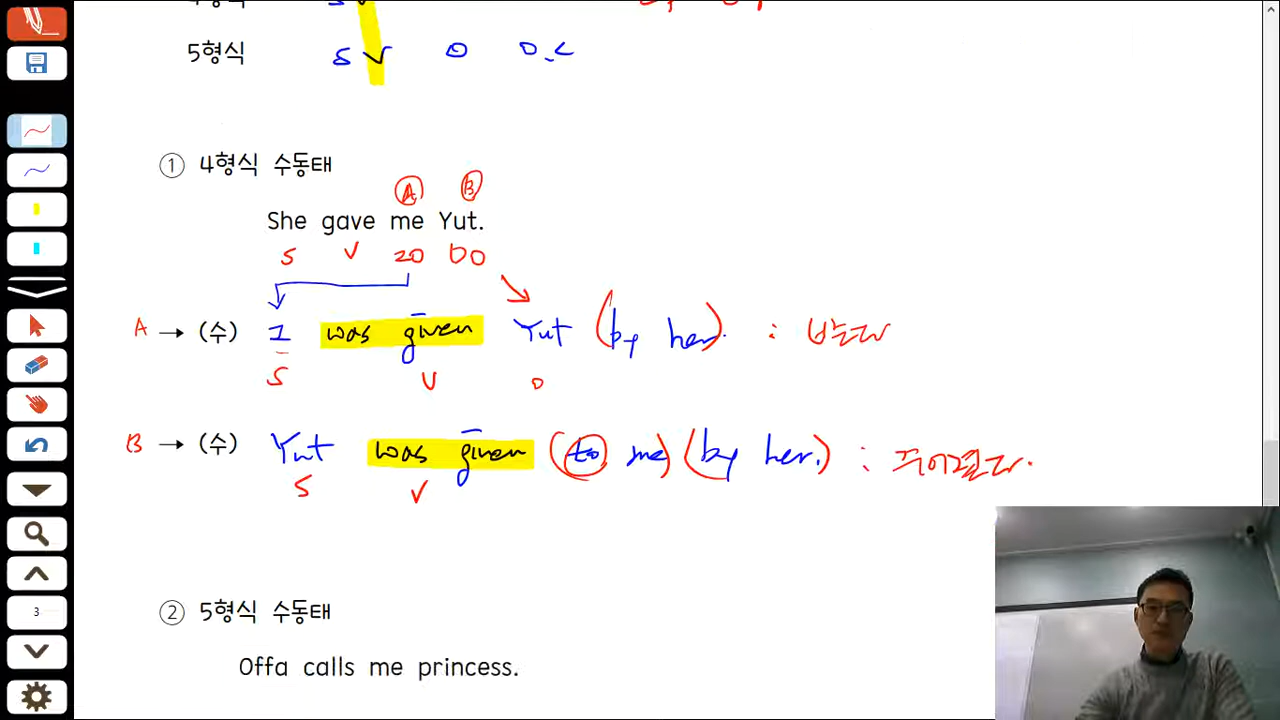 5형식 S V O O.C
① 4형식 수동태
Ⓐ Ⓑ
She gave me Yut.
S V IO DO
A → (수) I was given Yut (by her). : 받는다
S V O
B → (수) Yut was given (to me) (by her.) : 주어졌다.
S V
② 5형식 수동태
Offa calls me princess.
3